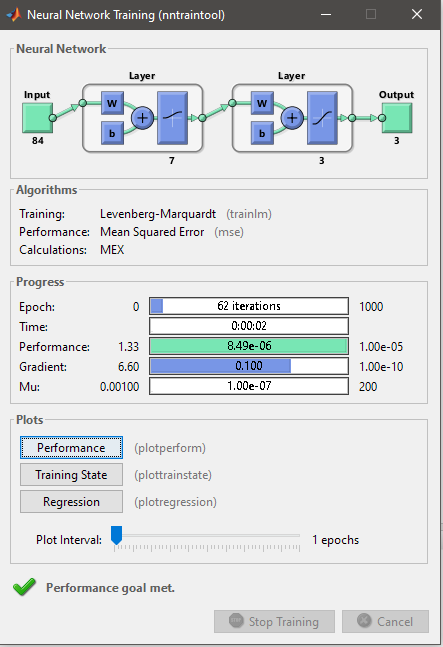 Neural Network Training (nntraintool)
Neural Network
Layer Layer
Input Output
W W
b b
+ +
84 3
7 3
Algorithms
Training: Levenberg-Marquardt (trainlm)
Performance: Mean Squared Error (mse)
Calculations: MEX
Progress
Epoch: 0 62 iterations 1000
Time: 0:00:02
Performance: 1.33 8.49e-06 1.00e-05
Gradient: 6.60 0.100 1.00e-10
Mu: 0.00100 1.00e-07 200
Plots
Performance (plotperform)
Training State (plottrainstate)
Regression (plotregression)
Plot Interval: 1 epochs
Performance goal met.
Stop Training Cancel